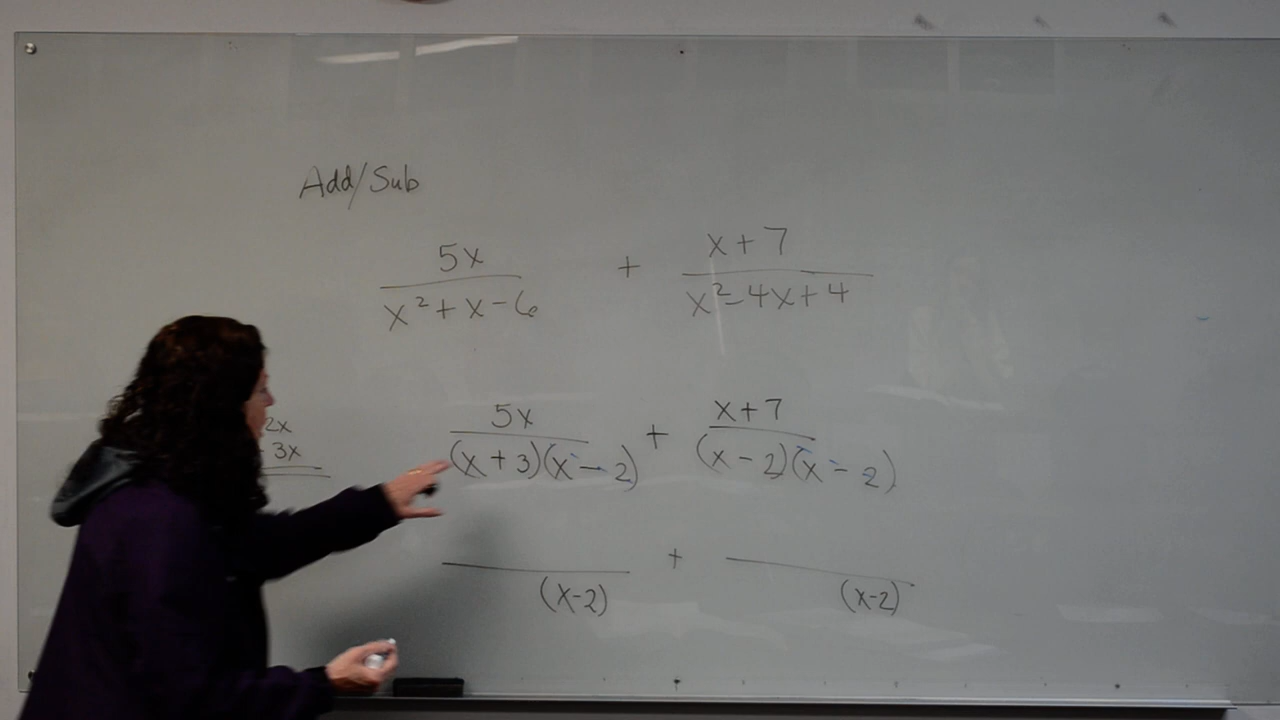 Add/Sub
5x + x+7
x²+x-6 x²-4x+4
2x
3x
5x + x+7
(x+3)(x-2) (x-2)(x-2)
+
(x-2) (x-2)